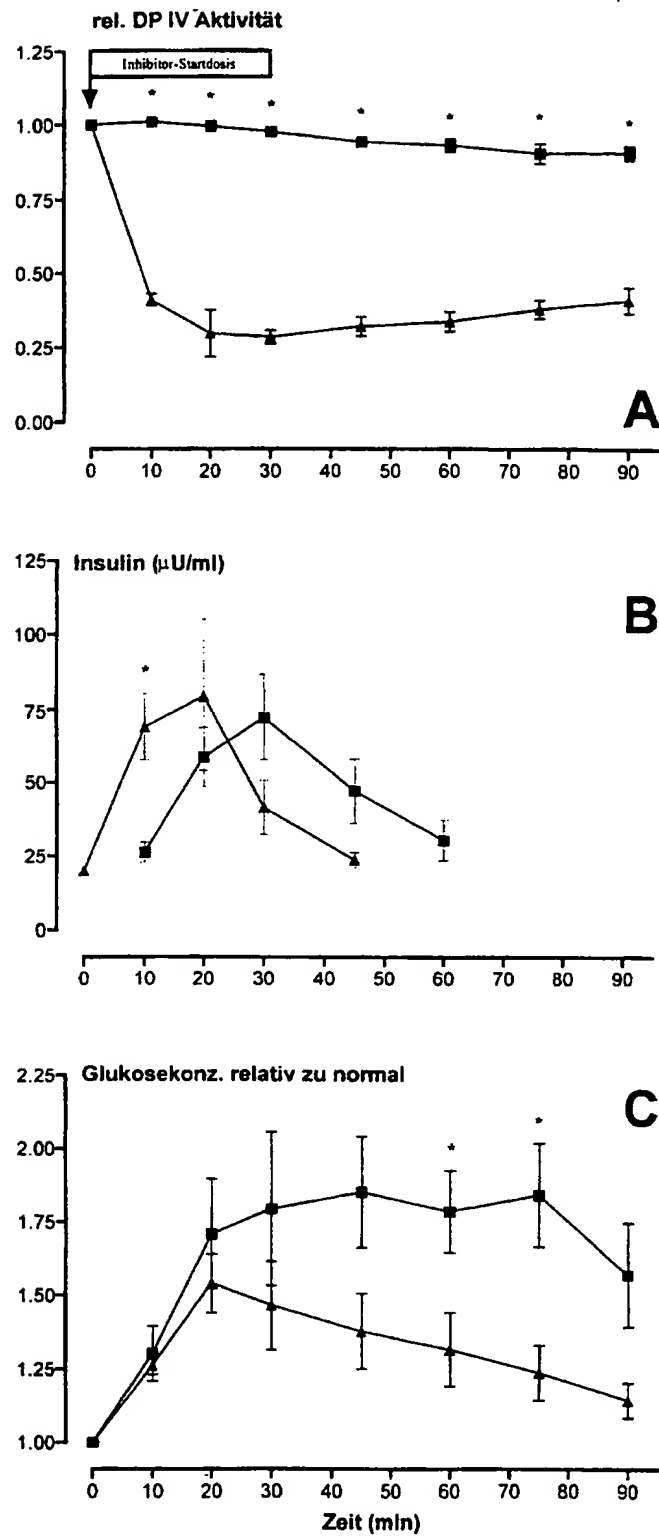 rel. DP IV Aktivität
1.25
Inhibitor-Startdosis
* * * * * * *
1.00
0.75
0.50
0.25
0.00
A
0 10 20 30 40 50 60 70 80 90
125
Insulin (µU/ml)
B
100
*
75
50
25
0
0 10 20 30 40 50 60 70 80 90
2.25
Glukosekonz. relativ zu normal
C
* *
2.00
1.75
1.50
1.25
1.00
0 10 20 30 40 50 60 70 80 90
Zeit (min)